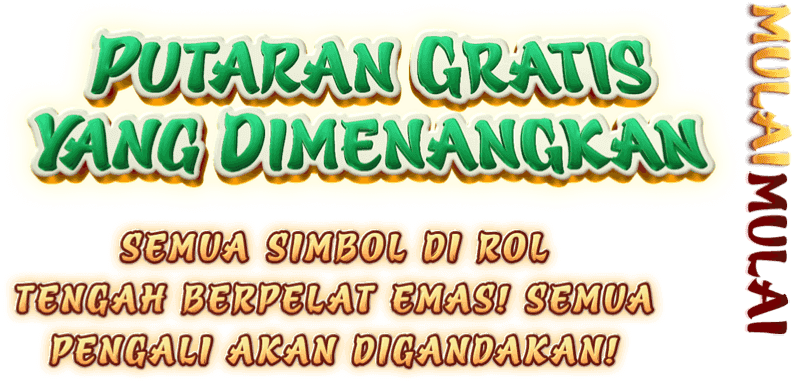 PUTARAN GRATIS
YANG DIMENANGKAN
SEMUA SIMBOL DI ROL
TENGAH BERPELAT EMAS! SEMUA
PENGALI AKAN DIGANDAKAN!
MULAI
MULAI